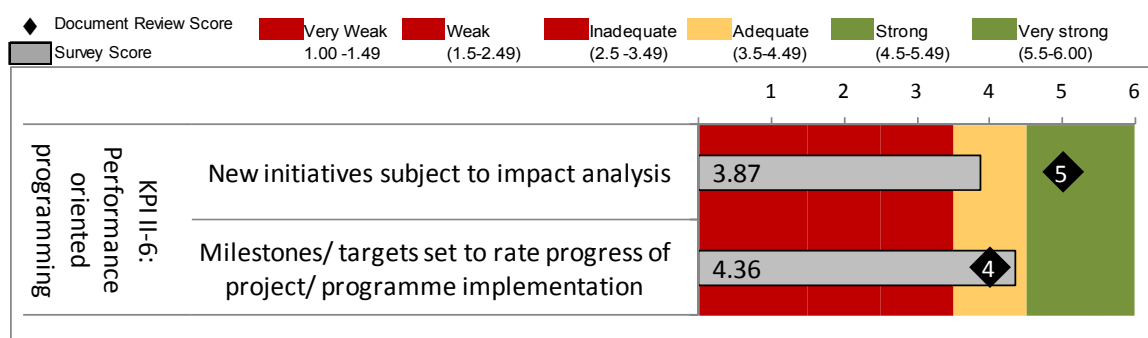 Document Review Score
Survey Score
Very Weak
1.00 -1.49
Weak
(1.5-2.49)
Inadequate
(2.5 -3.49)
Adequate
(3.5-4.49)
Strong
(4.5-5.49)
Very strong
(5.5-6.00)
1 2 3 4 5 6
KPI II-6:
Performance
oriented
programming
New initiatives subject to impact analysis
3.87
5
Milestones/ targets set to rate progress of
project/ programme implementation
4.36
4